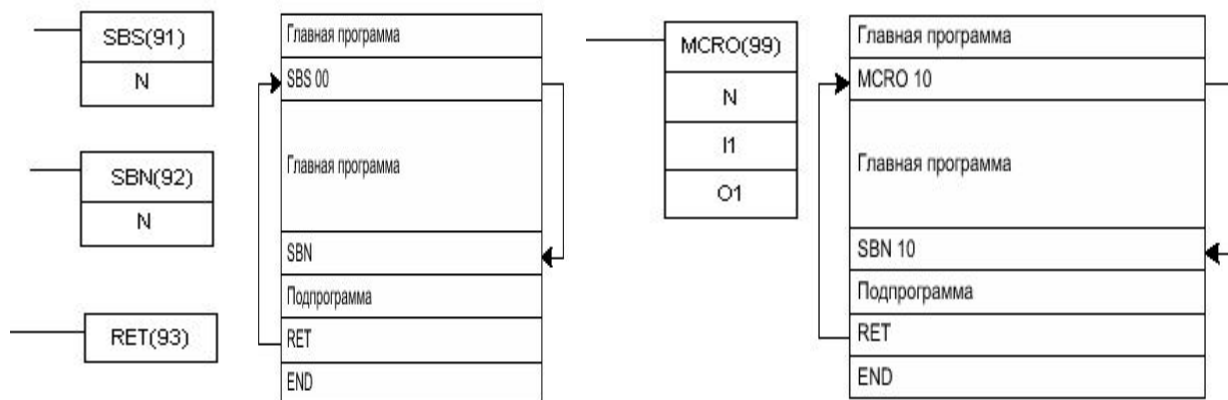 SBS(91)
N
SBN(92)
N
RET(93)
Главная программа
SBS 00
Главная программа
SBN
Подпрограмма
RET
END
MCRO(99)
N
I1
O1
Главная программа
MCRO 10
Главная программа
SBN 10
Подпрограмма
RET
END